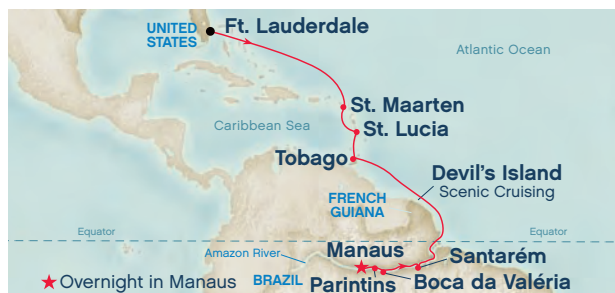 UNITED
STATES
Ft. Lauderdale
Atlantic Ocean
St. Maarten
Caribbean Sea
St. Lucia
Tobago
Devil's Island
Scenic Cruising
FRENCH
GUIANA
Equator
Equator
Amazon River
Manaus
Santarém
★ Overnight in Manaus
BRAZIL
Parintins
Boca da Valéria